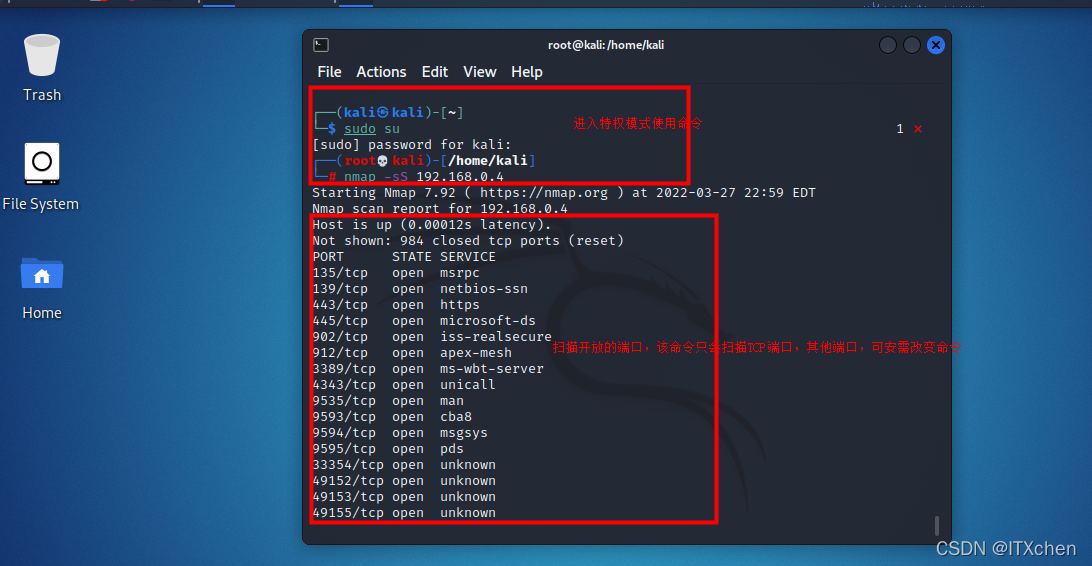 root@kali: /home/kali
Trash
File Actions Edit View Help
(kali㉿kali)-[~]
$ sudo su
进入特权模式使用命令
1 ×
[sudo] password for kali:
(root💀kali)-[/home/kali]
# nmap -sS 192.168.0.4
File System
Starting Nmap 7.92 ( https://nmap.org ) at 2022-03-27 22:59 EDT
Nmap scan report for 192.168.0.4
Host is up (0.00012s latency).
Not shown: 984 closed tcp ports (reset)
PORT STATE SERVICE
135/tcp open msrpc
139/tcp open netbios-ssn
443/tcp open https
Home
445/tcp open microsoft-ds
902/tcp open iss-realsecure
扫描开放的端口，该命令只会扫描TCP端口，其他端口，可安需改变命令
912/tcp open apex-mesh
3389/tcp open ms-wbt-server
4343/tcp open unicall
9535/tcp open man
9593/tcp open cba8
9594/tcp open msgsys
9595/tcp open pds
33354/tcp open unknown
49152/tcp open unknown
49153/tcp open unknown
49155/tcp open unknown
CSDN @ITXchen